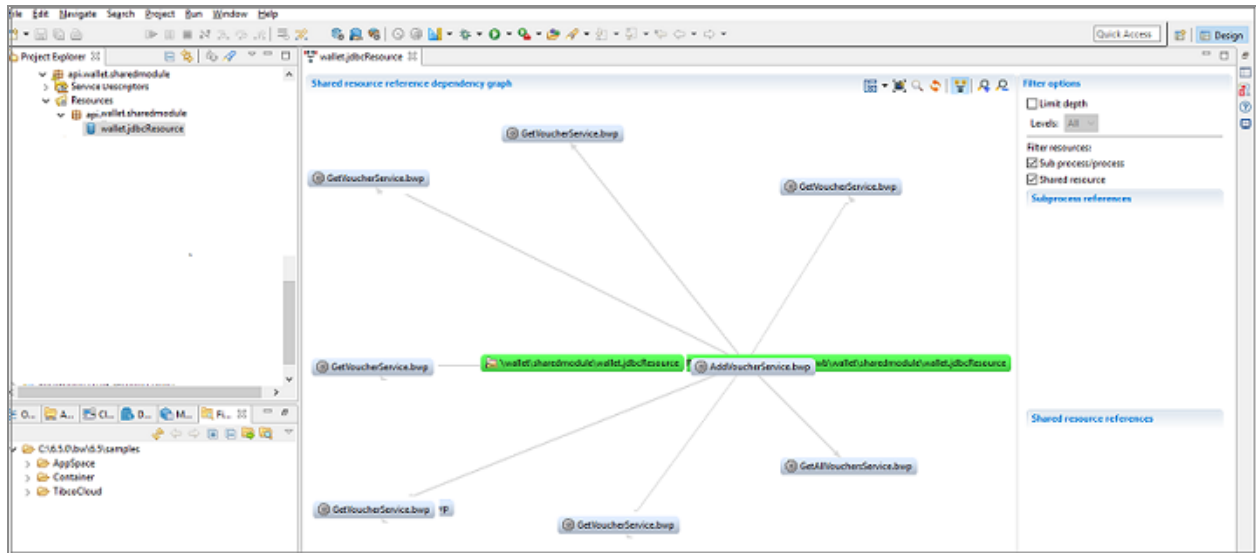 File Edit Navigate Search Project Run Window Help
Quick Access
Design
Project Explorer
wallet.jdbcResource
api.wallet.sharedmodule
Service Descriptors
Resources
api.wallet.sharedmodule
wallet.jdbcResource
Shared resource reference dependency graph
GetVoucherService.bwp
GetVoucherService.bwp
GetVoucherService.bwp
GetVoucherService.bwp
\wallet\sharedmodule\wallet.jdbcResource
AddVoucherService.bwp
\wallet\sharedmodule\wallet.jdbcResource
GetAllVoucherService.bwp
GetVoucherService.bwp
GetVoucherService.bwp
Filter options
Limit depth
Levels: All
Filter resources:
Sub process/process
Shared resource
Subprocess references
Shared resource references
O... A... Cl... D... M... Fi...
C:\6.5.0\bw\6.5\samples
AppSpace
Container
TibcoCloud